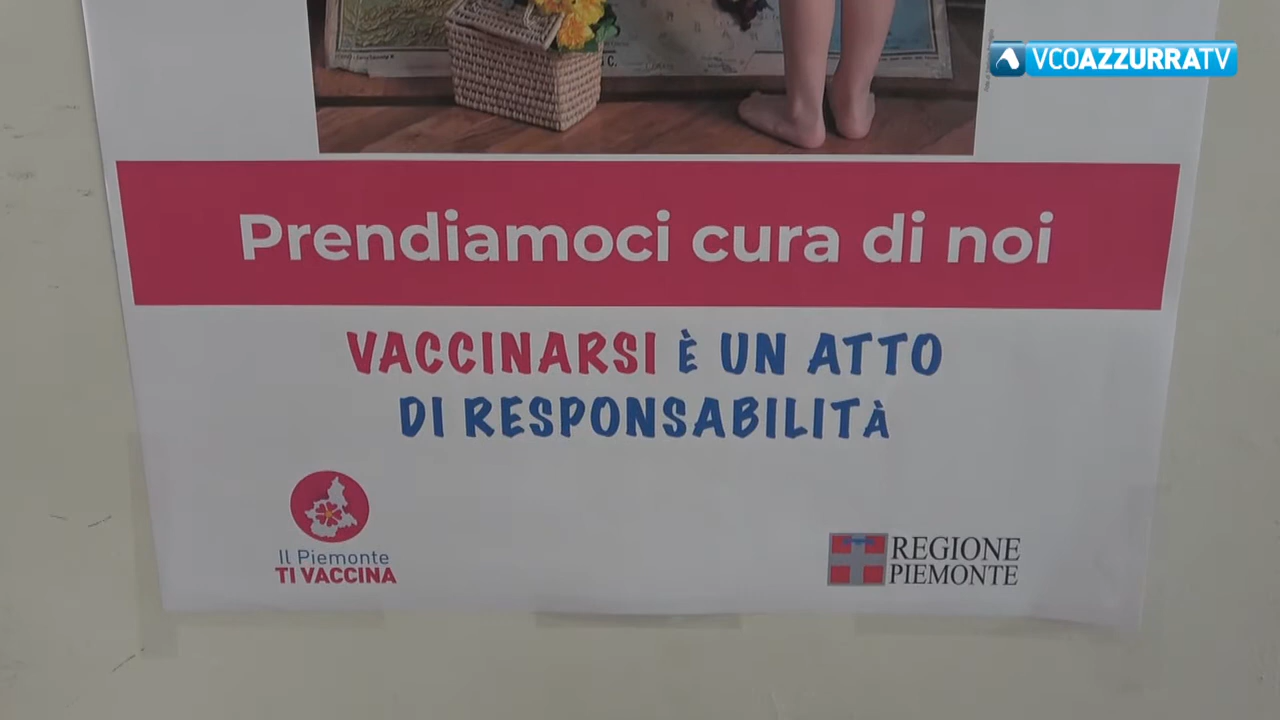 VCOAZZURRATV
Prendiamoci cura di noi
VACCINARSI È UN ATTO
DI RESPONSABILITÀ
Il Piemonte
TI VACCINA
REGIONE
PIEMONTE